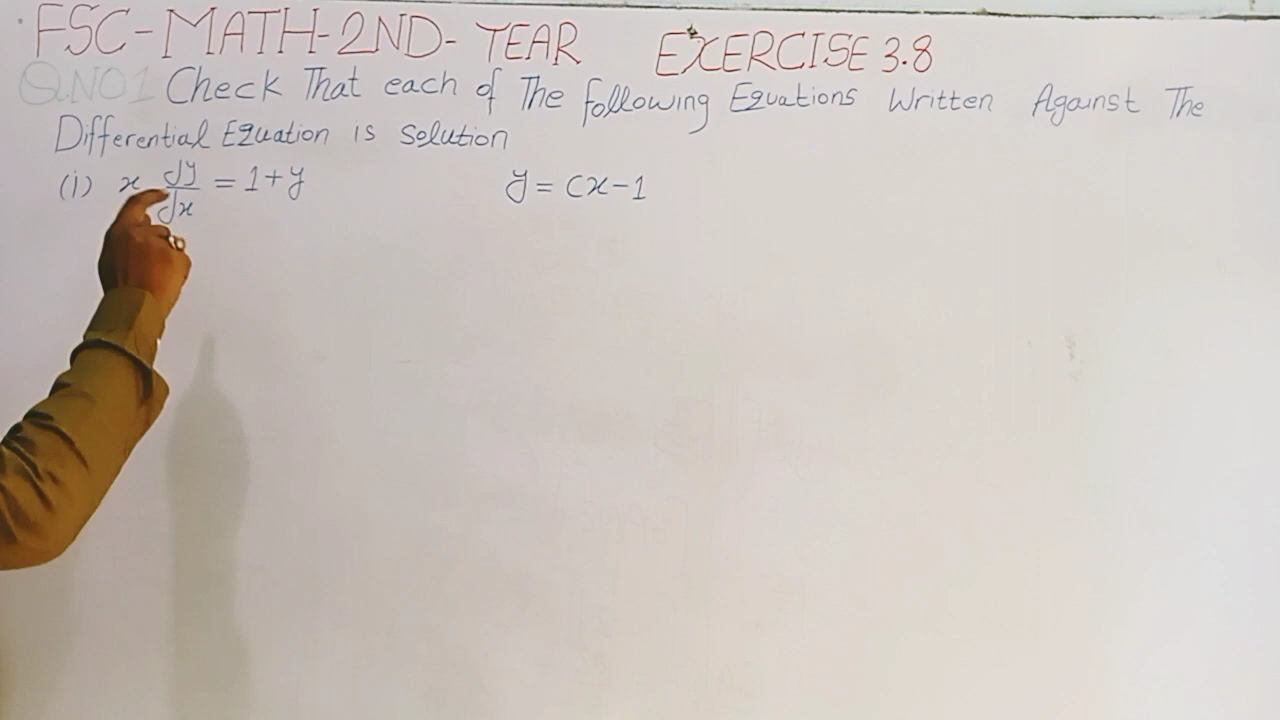 FSC-MATH-2ND-YEAR EXERCISE 3.8
Q.NO1 Check That each of The following Equations Written Against The
Differential Equation is solution
(i) x dy/dx = 1+y y = cx-1